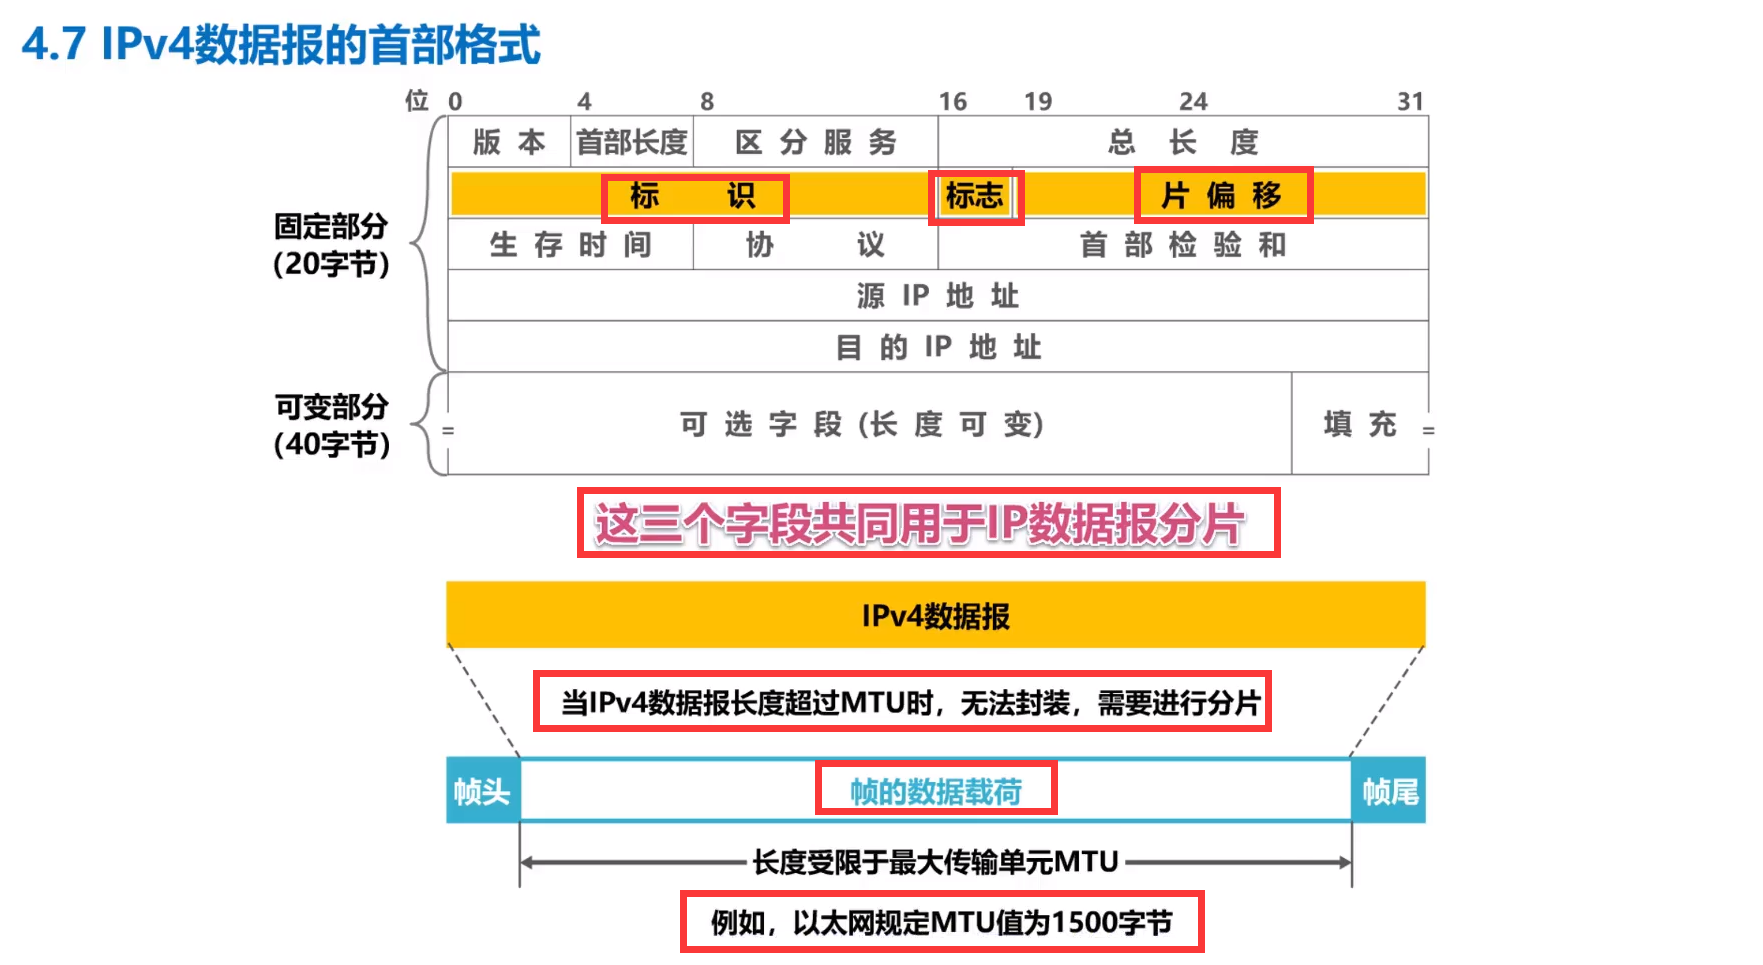 4.7 IPv4数据报的首部格式
位 0 4 8 16 19 24 31
版 本 首部长度 区 分 服 务 总 长 度
标 识 标志 片 偏 移
固定部分
(20字节)
生 存 时 间 协 议 首 部 检 验 和
源 IP 地 址
目 的 IP 地 址
可变部分
(40字节)
可 选 字 段 (长 度 可 变) 填 充
这三个字段共同用于IP数据报分片
IPv4数据报
当IPv4数据报长度超过MTU时，无法封装，需要进行分片
帧头 帧的数据载荷 帧尾
长度受限于最大传输单元MTU
例如，以太网规定MTU值为1500字节